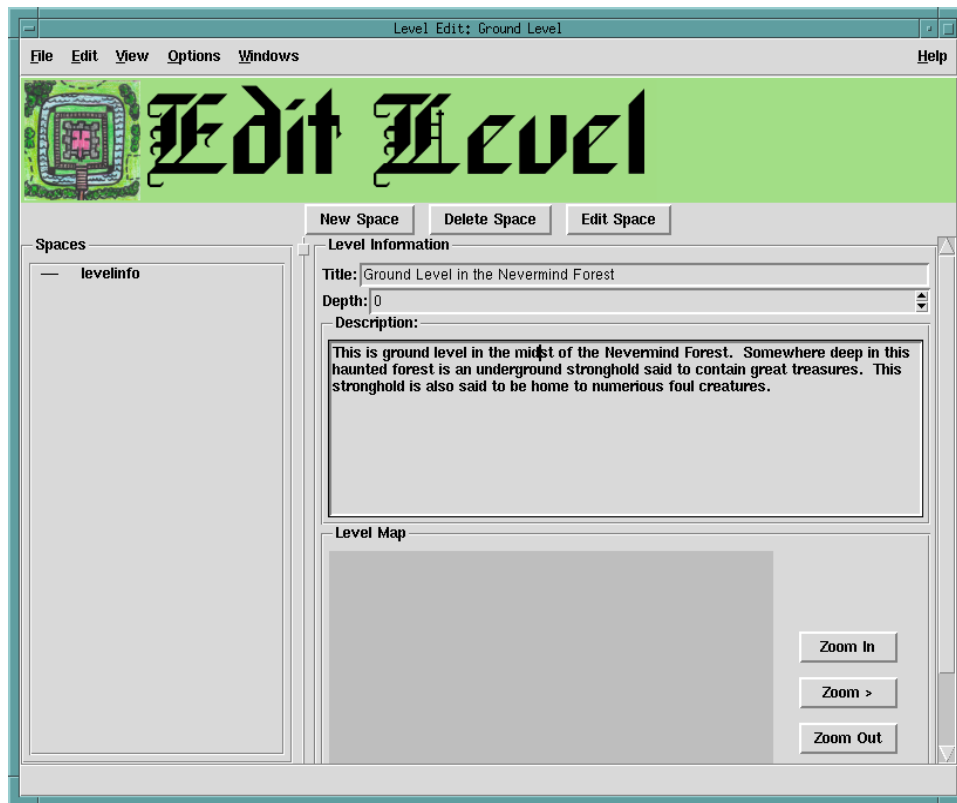 Level Edit: Ground Level
File Edit View Options Windows Help
Edit Level
New Space Delete Space Edit Space
Spaces
levelinfo
Level Information
Title: Ground Level in the Nevermind Forest
Depth: 0
Description:
This is ground level in the midst of the Nevermind Forest. Somewhere deep in this
haunted forest is an underground stronghold said to contain great treasures. This
stronghold is also said to be home to numerious foul creatures.
Level Map
Zoom In
Zoom >
Zoom Out